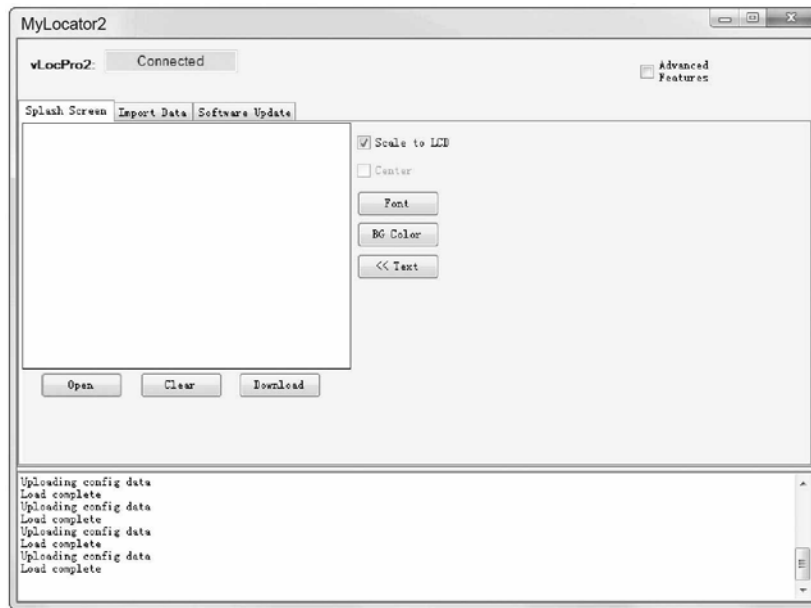 MyLocator2
vLocPro2: Connected
Advanced
Features
Splash Screen Import Data Software Update
Scale to LCD
Center
Font
BG Color
<< Text
Open Clear Download
Uploading config data
Load complete
Uploading config data
Load complete
Uploading config data
Load complete
Uploading config data
Load complete